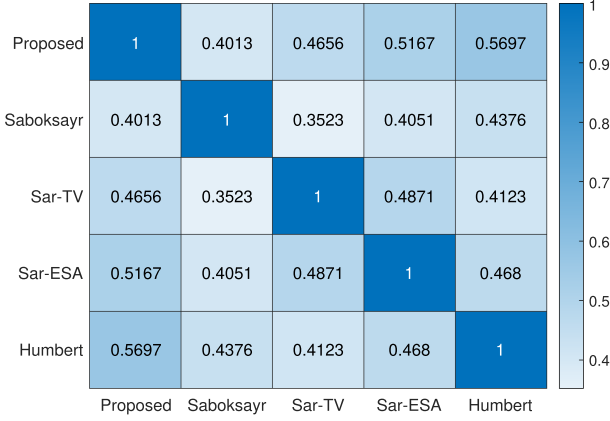 Proposed 1 0.4013 0.4656 0.5167 0.5697
Saboksayr 0.4013 1 0.3523 0.4051 0.4376
Sar-TV 0.4656 0.3523 1 0.4871 0.4123
Sar-ESA 0.5167 0.4051 0.4871 1 0.468
Humbert 0.5697 0.4376 0.4123 0.468 1
Proposed Saboksayr Sar-TV Sar-ESA Humbert
1
0.9
0.8
0.7
0.6
0.5
0.4